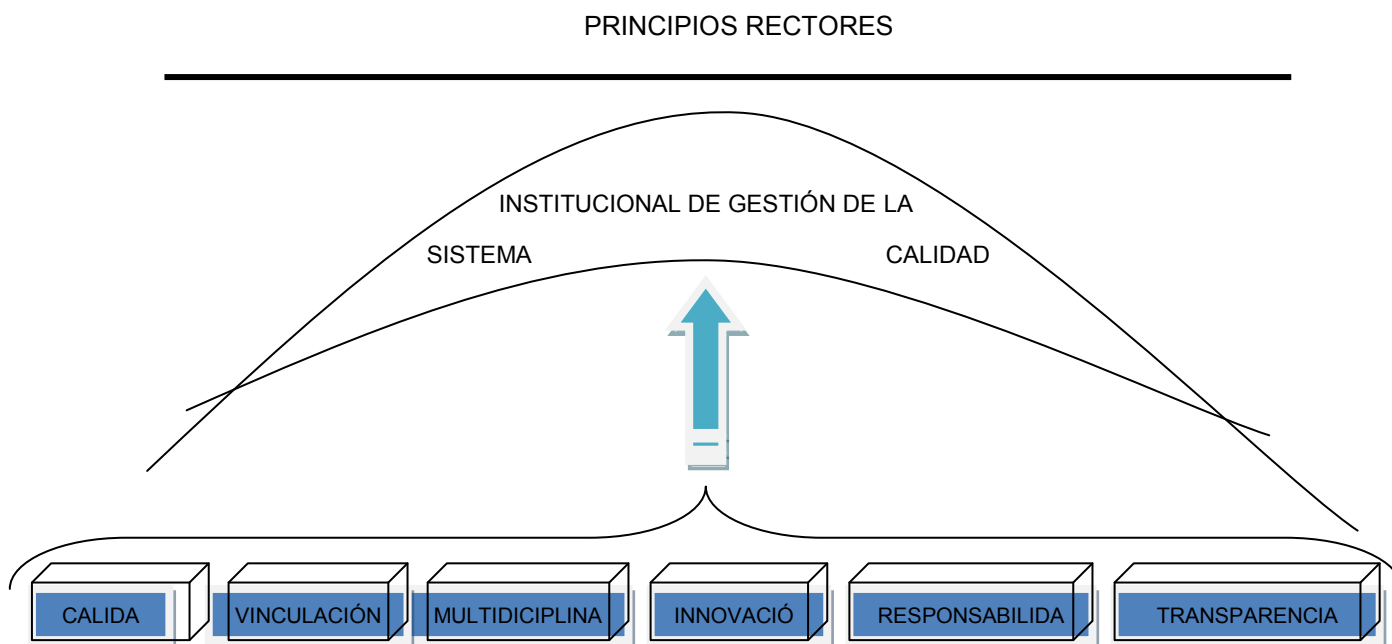 PRINCIPIOS RECTORES
INSTITUCIONAL DE GESTIÓN DE LA
SISTEMA
CALIDAD
CALIDA
VINCULACIÓN
MULTIDICIPLINA
INNOVACIÓ
RESPONSABILIDA
TRANSPARENCIA